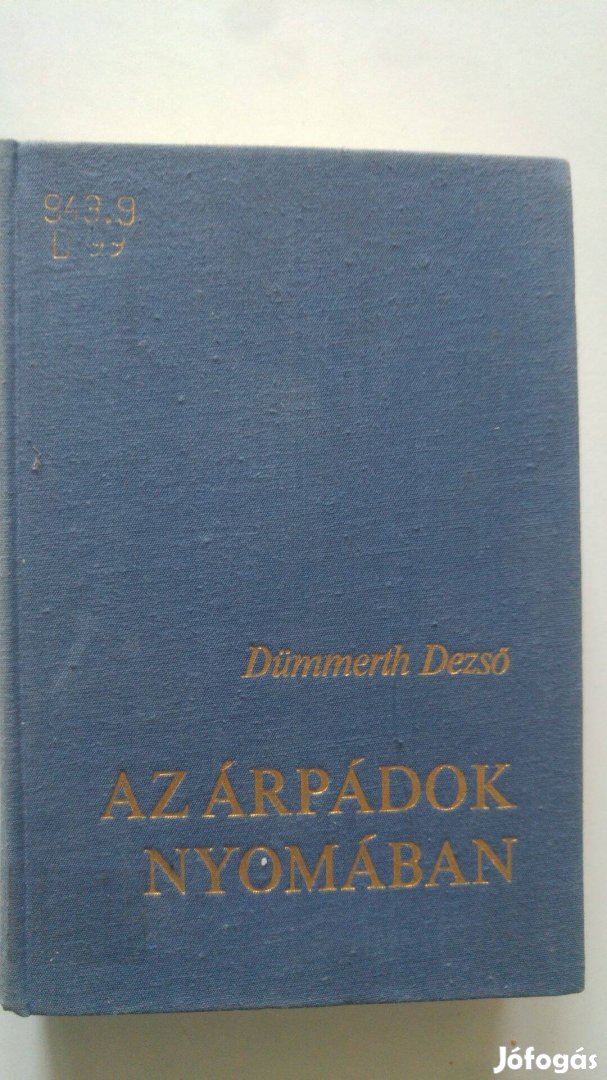 943.9
Dümmerth Dezső
AZ ÁRPÁDOK
NYOMÁBAN
Jófogás